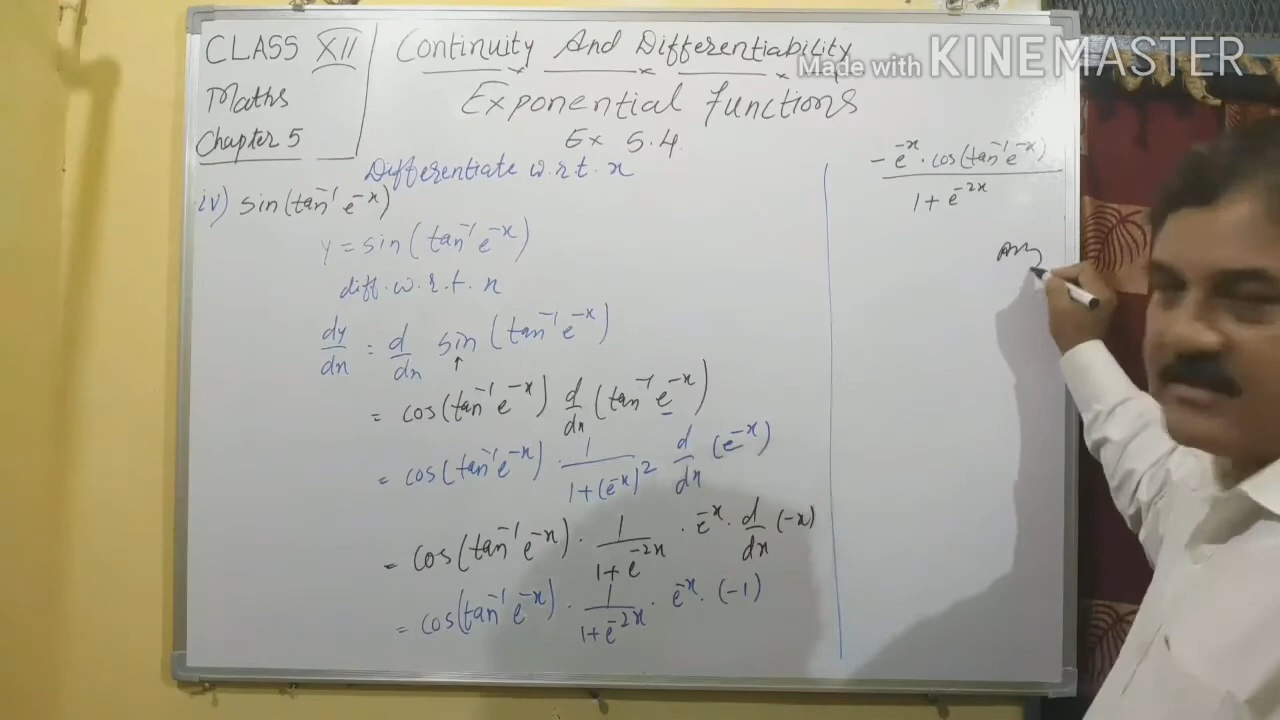 CLASS XII
Maths
Chapter 5
Continuity And Differentiability
Exponential Functions
Ex 5.4.
Made with KINEMASTER
Differentiate w.r.t. x
iv) sin(tan⁻¹ e⁻ˣ)
y = sin(tan⁻¹ e⁻ˣ)
diff. w.r.t. x
dy/dx = d/dx sin (tan⁻¹ e⁻ˣ)
= cos(tan⁻¹ e⁻ˣ) d/dx (tan⁻¹ e⁻ˣ)
= cos(tan⁻¹ e⁻ˣ) · 1/(1+(e⁻ˣ)²) d/dx (e⁻ˣ)
= cos(tan⁻¹ e⁻ˣ) · 1/(1+e⁻²ˣ) · e⁻ˣ · d/dx (-x)
= cos(tan⁻¹ e⁻ˣ) · 1/(1+e⁻²ˣ) · e⁻ˣ · (-1)
- e⁻ˣ · cos(tan⁻¹ e⁻ˣ)/(1 + e⁻²ˣ)
Ans